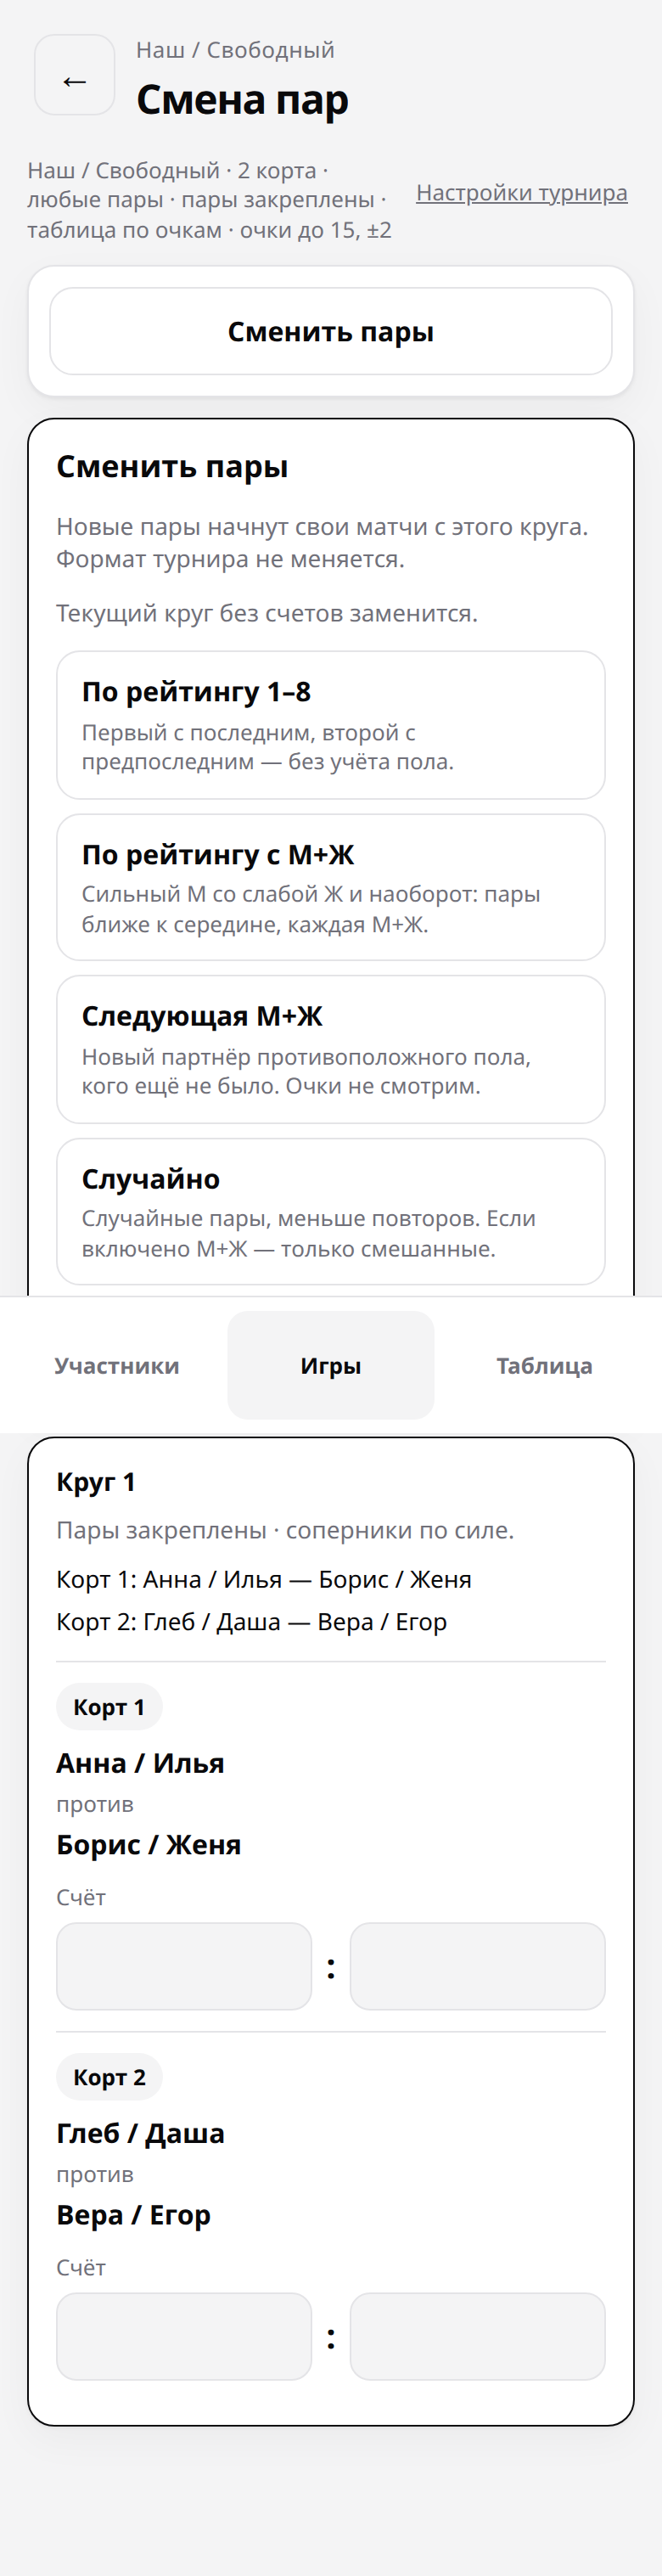 ←
Наш / Свободный
Смена пар
Наш / Свободный · 2 корта ·
любые пары · пары закреплены ·
таблица по очкам · очки до 15, ±2
Настройки турнира
Сменить пары
Сменить пары
Новые пары начнут свои матчи с этого круга.
Формат турнира не меняется.
Текущий круг без счетов заменится.
По рейтингу 1–8
Первый с последним, второй с
предпоследним — без учёта пола.
По рейтингу с М+Ж
Сильный М со слабой Ж и наоборот: пары
ближе к середине, каждая М+Ж.
Следующая М+Ж
Новый партнёр противоположного пола,
кого ещё не было. Очки не смотрим.
Случайно
Случайные пары, меньше повторов. Если
включено М+Ж — только смешанные.
Участники
Игры
Таблица
Круг 1
Пары закреплены · соперники по силе.
Корт 1: Анна / Илья — Борис / Женя
Корт 2: Глеб / Даша — Вера / Егор
Корт 1
Анна / Илья
против
Борис / Женя
Счёт
:
Корт 2
Глеб / Даша
против
Вера / Егор
Счёт
: